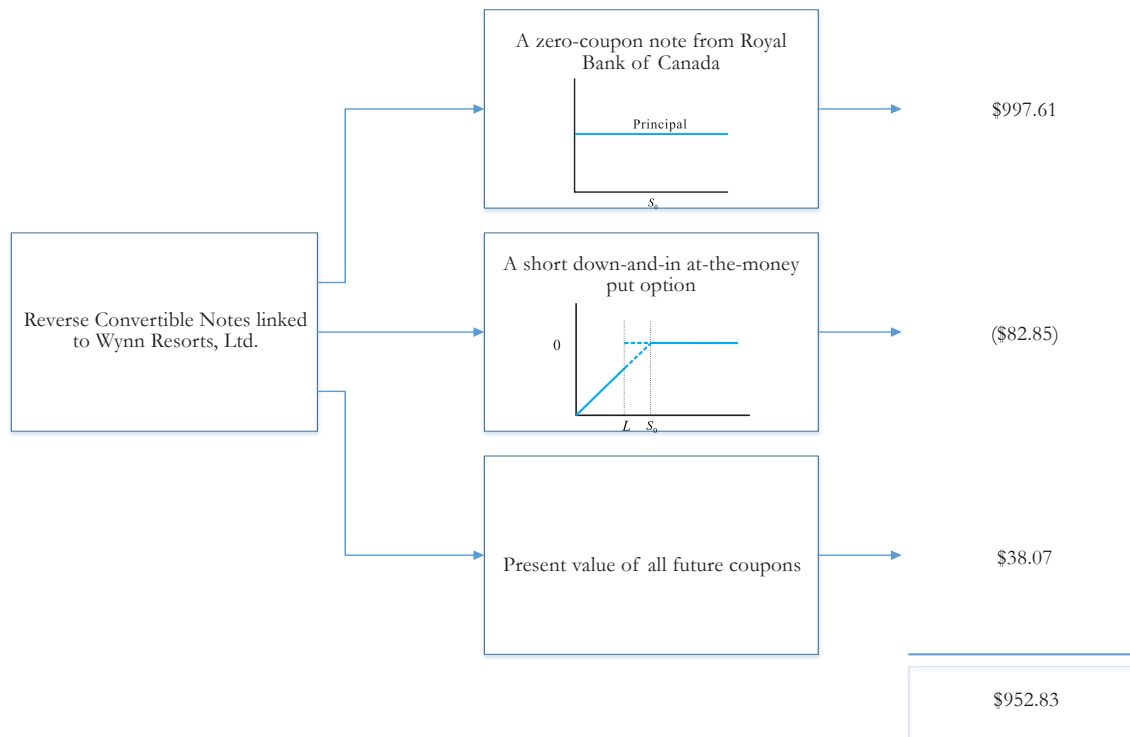 A zero-coupon note from Royal
Bank of Canada
Principal
S₀
$997.61
Reverse Convertible Notes linked
to Wynn Resorts, Ltd.
A short down-and-in at-the-money
put option
0
L S₀
($82.85)
Present value of all future coupons
$38.07
$952.83